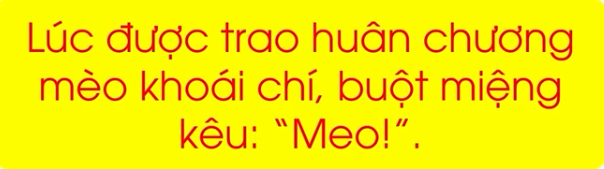 Lúc được trao huân chương
mèo khoái chí, buột miệng
kêu: “Meo!”.